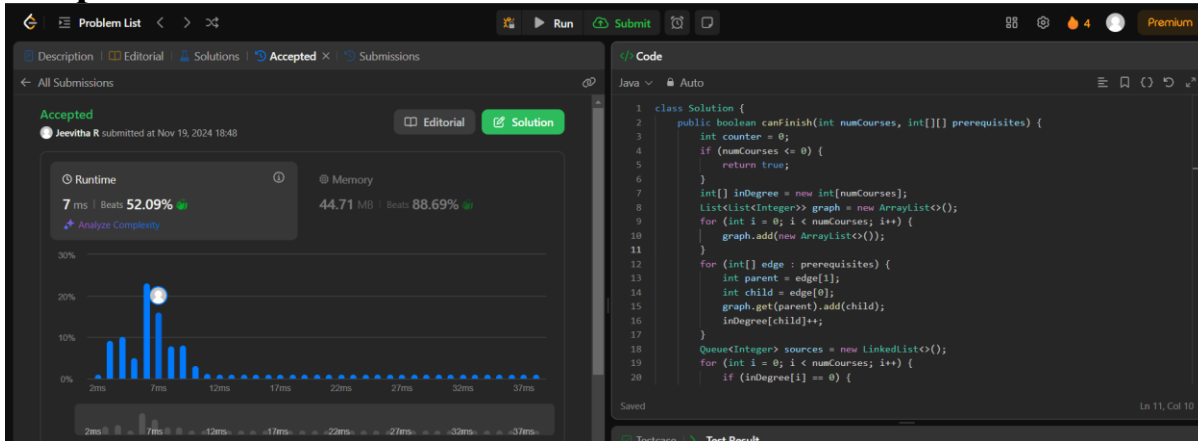 Problem List
Run
Submit
4
Premium
Description
Editorial
Solutions
Accepted
Submissions
All Submissions
Accepted
Jeevitha R submitted at Nov 19, 2024 18:48
Editorial
Solution
Runtime
7 ms | Beats 52.09%
Analyze Complexity
Memory
44.71 MB | Beats 88.69%
30%
20%
10%
0%
2ms 7ms 12ms 17ms 22ms 27ms 32ms 37ms
2ms 7ms 12ms 17ms 22ms 27ms 32ms 37ms
</> Code
Java Auto
1 class Solution {
2 public boolean canFinish(int numCourses, int[][] prerequisites) {
3 int counter = 0;
4 if (numCourses <= 0) {
5 return true;
6 }
7 int[] inDegree = new int[numCourses];
8 List<List<Integer>> graph = new ArrayList<>();
9 for (int i = 0; i < numCourses; i++) {
10 graph.add(new ArrayList<>());
11 }
12 for (int[] edge : prerequisites) {
13 int parent = edge[1];
14 int child = edge[0];
15 graph.get(parent).add(child);
16 inDegree[child]++;
17 }
18 Queue<Integer> sources = new LinkedList<>();
19 for (int i = 0; i < numCourses; i++) {
20 if (inDegree[i] == 0) {
Saved
Ln 11, Col 10
Testcase
Test Result